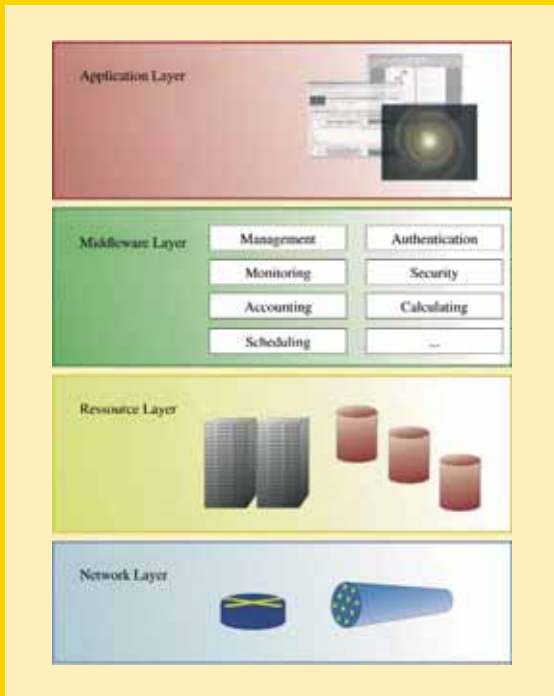 Application Layer
Middleware Layer
Management
Authentication
Monitoring
Security
Accounting
Calculating
Scheduling
...
Ressource Layer
Network Layer